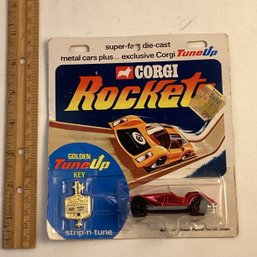 super-fast die-cast
metal cars plus.. exclusive Corgi TuneUp
CORGI
Rockets
GOLDEN
TuneUp
KEY
strip-n-tune